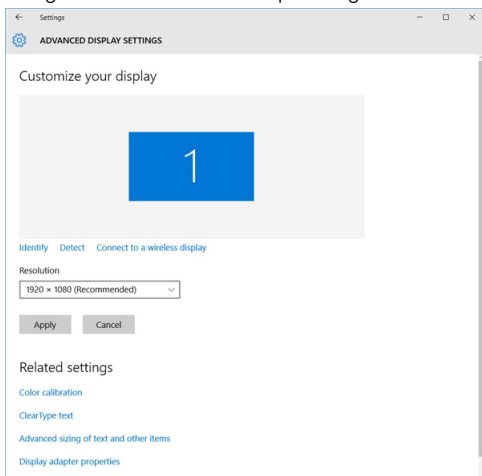 Settings
ADVANCED DISPLAY SETTINGS
Customize your display
1
Identify Detect Connect to a wireless display
Resolution
1920 × 1080 (Recommended)
Apply Cancel
Related settings
Color calibration
ClearType text
Advanced sizing of text and other items
Display adapter properties